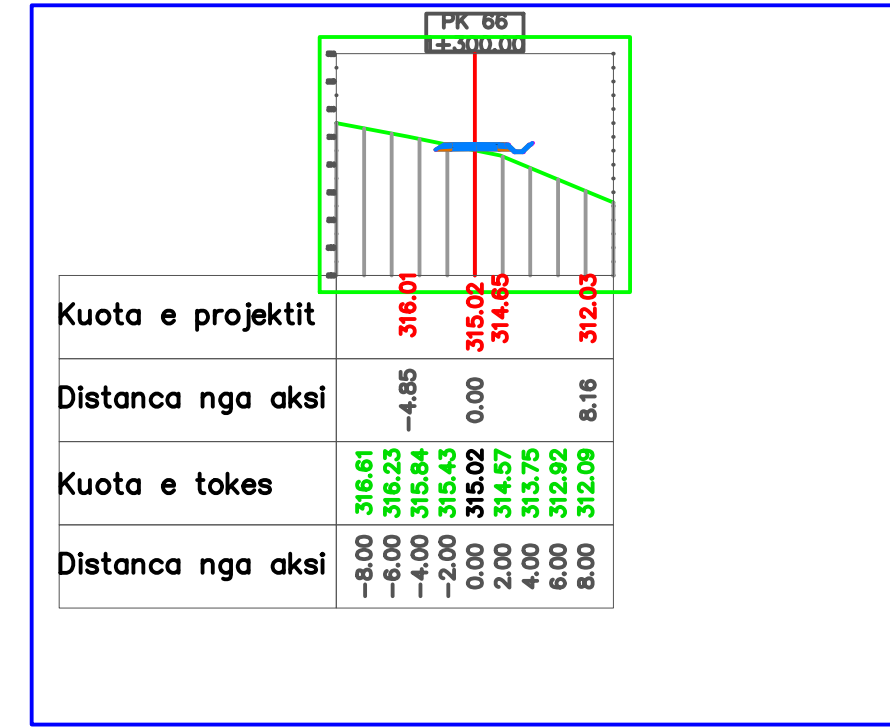 PK 66
1+300.00
Kuota e projektit 316.01 315.02 314.65 312.03
Distanca nga aksi -4.85 0.00 8.16
Kuota e tokes 316.61 316.23 315.84 315.43 315.02 314.57 313.75 312.92 312.09
Distanca nga aksi -8.00 -6.00 -4.00 -2.00 0.00 2.00 4.00 6.00 8.00